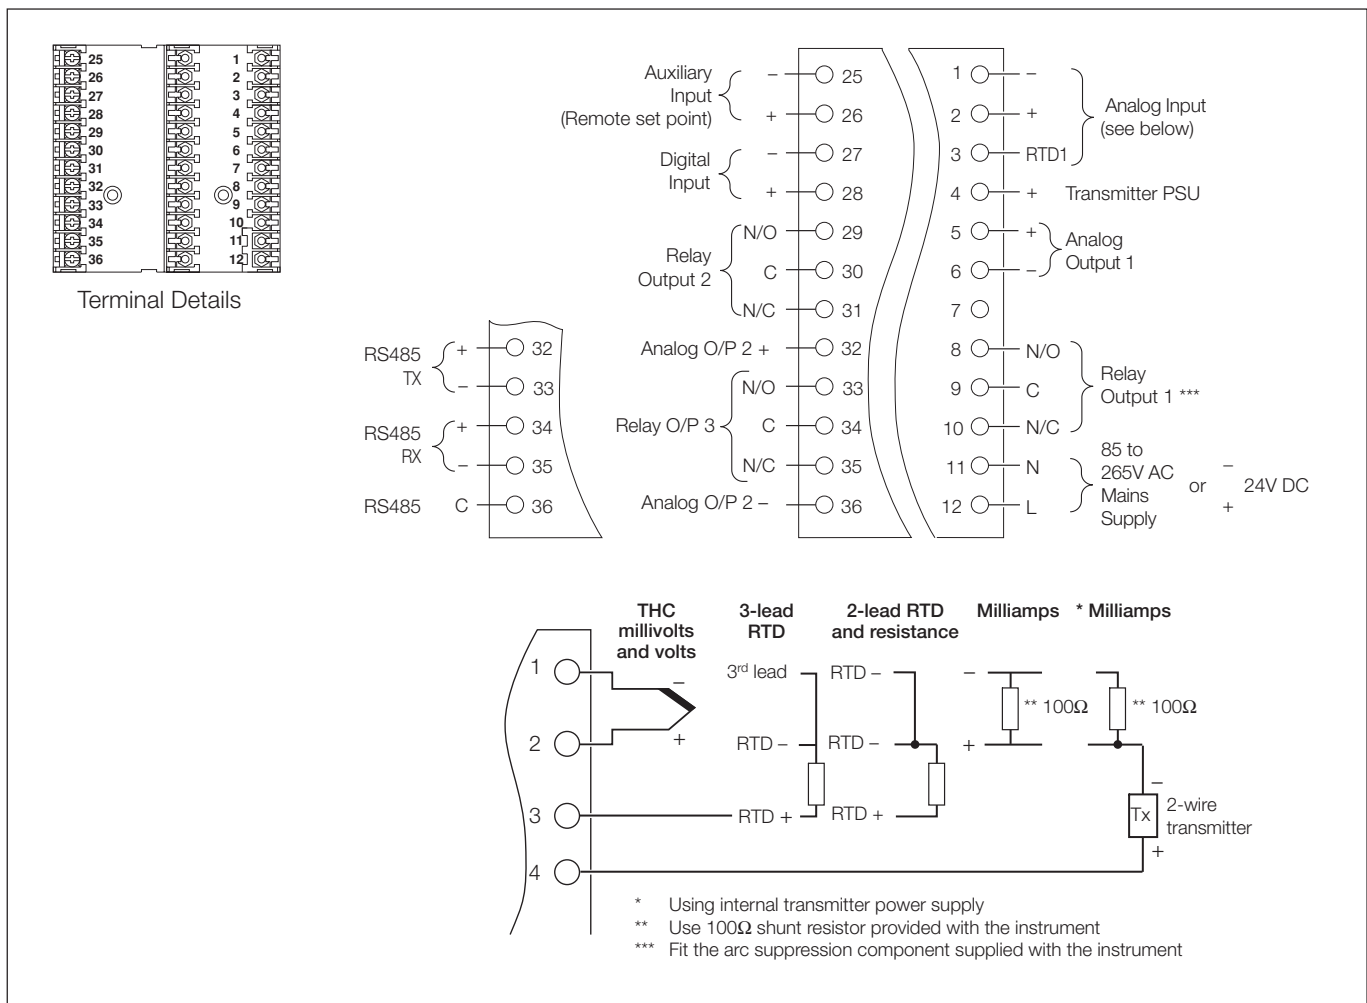 25 1
26 2
27 3
28 4
29 5
30 6
31 7
32 8
33 9
34 10
35 11
36 12
Terminal Details
Auxiliary
Input
(Remote set point)
– 25
+ 26
Digital
Input
– 27
+ 28
Relay
Output 2
N/O 29
C 30
N/C 31
Analog O/P 2 + 32
Relay O/P 3
N/O 33
C 34
N/C 35
Analog O/P 2 – 36
RS485
TX
+ 32
– 33
RS485
RX
+ 34
– 35
RS485 C 36
1 –
2 +
3 RTD1
Analog Input
(see below)
4 + Transmitter PSU
5 +
6 –
Analog
Output 1
7
8 N/O
9 C
10 N/C
Relay
Output 1 ***
11 N
12 L
85 to
265V AC
Mains
Supply
or
–
+
24V DC
THC
millivolts
and volts
3-lead
RTD
2-lead RTD
and resistance
Milliamps
* Milliamps
1
2
3
4
–
+
3rd lead
RTD –
RTD +
RTD –
RTD –
RTD +
–
+
** 100Ω
** 100Ω
–
Tx
+
2-wire
transmitter
* Using internal transmitter power supply
** Use 100Ω shunt resistor provided with the instrument
*** Fit the arc suppression component supplied with the instrument